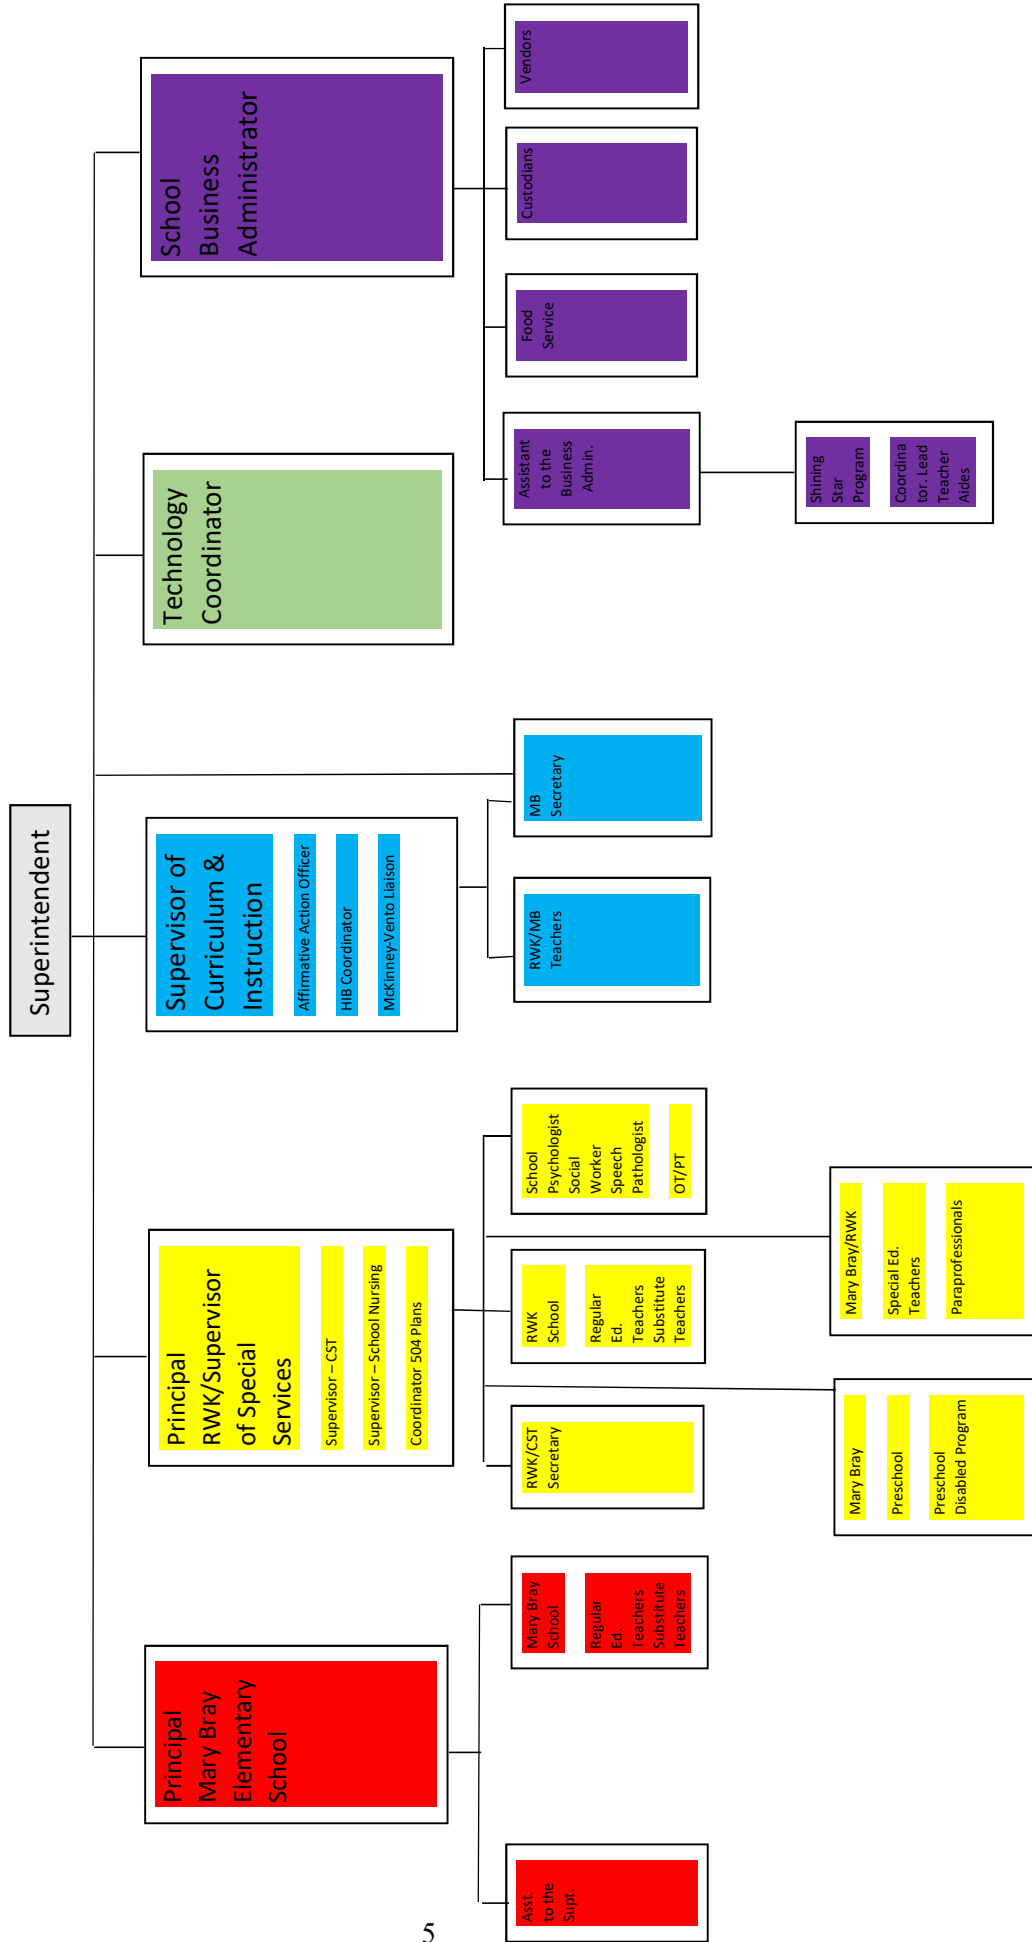 Superintendent
Principal
Mary Bray
Elementary
School
Principal
RWK/Supervisor
of Special
Services
Supervisor – CST
Supervisor – School Nursing
Coordinator 504 Plans
Supervisor of
Curriculum &
Instruction
Affirmative Action Officer
HIB Coordinator
McKinney-Vento Liaison
Technology
Coordinator
School
Business
Administrator
Asst.
to the
Supt.
Mary Bray
School
Regular
Ed.
Teachers
Substitute
Teachers
RWK/CST
Secretary
RWK
School
Regular
Ed.
Teachers
Substitute
Teachers
School
Psychologist
Social
Worker
Speech
Pathologist
OT/PT
RWK/MB
Teachers
MB
Secretary
Assistant
to the
Business
Admin.
Food
Service
Custodians
Vendors
Mary Bray
Preschool
Preschool
Disabled Program
Mary Bray/RWK
Special Ed.
Teachers
Paraprofessionals
Shining
Star
Program
Coordina
tor. Lead
Teacher
Aides
5